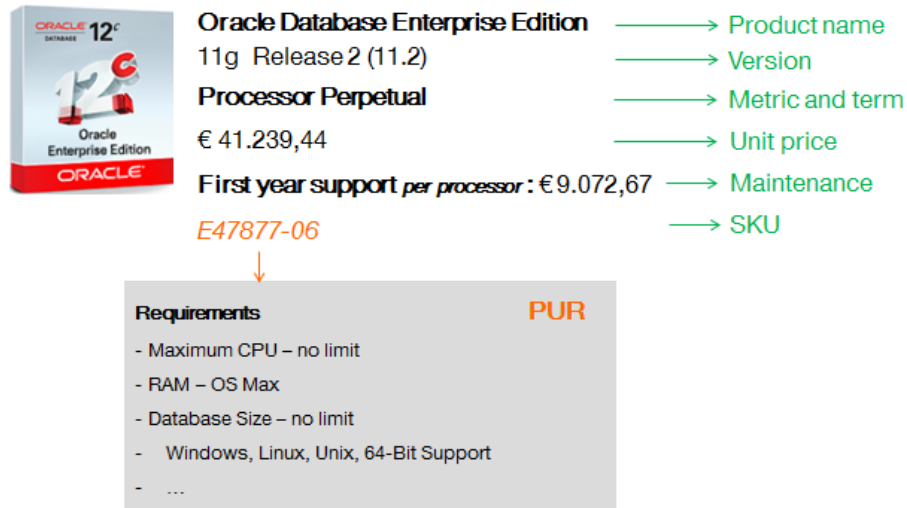 ORACLE 12c
DATABASE
12c
Oracle
Enterprise Edition
ORACLE
Oracle Database Enterprise Edition Product name
11g Release 2 (11.2) Version
Processor Perpetual Metric and term
€ 41.239,44 Unit price
First year support per processor : € 9.072,67 Maintenance
E47877-06 SKU
Requirements PUR
- Maximum CPU – no limit
- RAM – OS Max
- Database Size – no limit
- Windows, Linux, Unix, 64-Bit Support
- ...